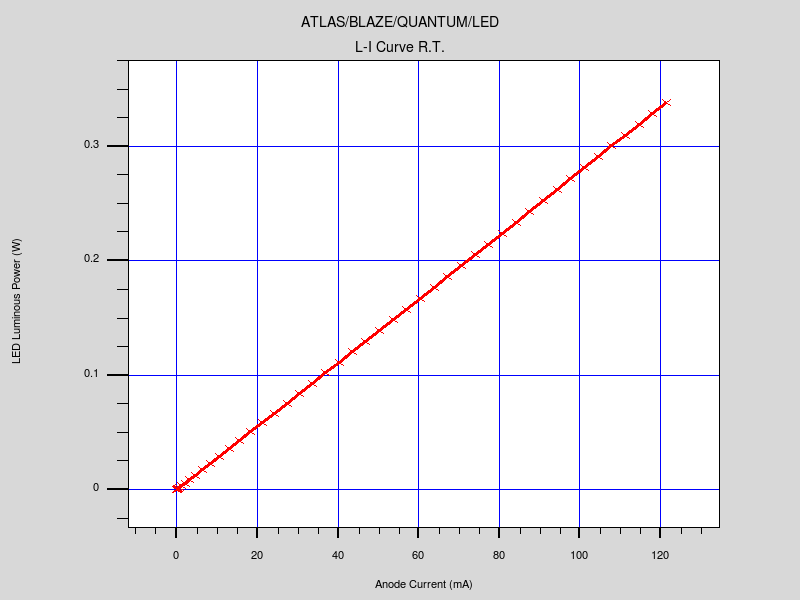 ATLAS/BLAZE/QUANTUM/LED
L-I Curve R.T.
0.3
0.2
0.1
0
LED Luminous Power (W)
0 20 40 60 80 100 120
Anode Current (mA)